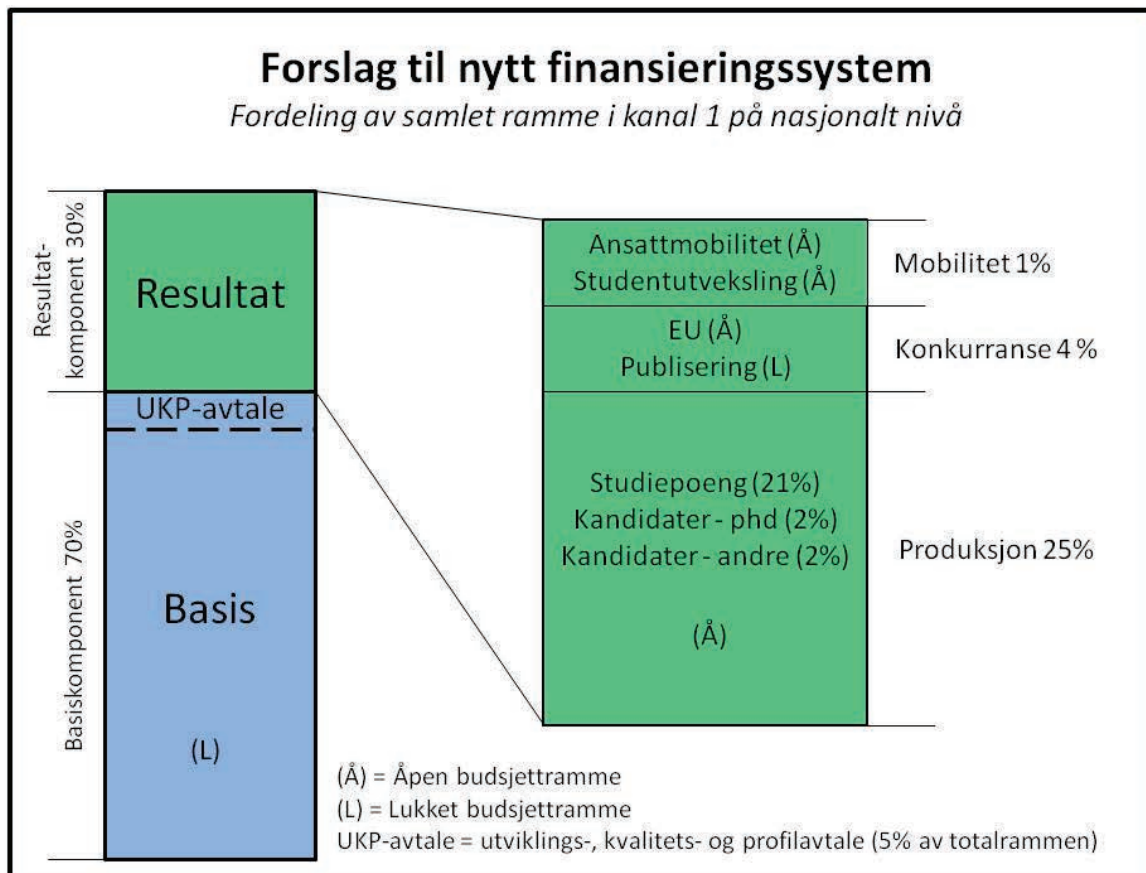 Forslag til nytt finansieringssystem
Fordeling av samlet ramme i kanal 1 på nasjonalt nivå
Resultat-
komponent 30%
Resultat
UKP-avtale
Basiskomponent 70%
Basis
(L)
Ansattmobilitet (Å)
Studentutveksling (Å)
Mobilitet 1%
EU (Å)
Publisering (L)
Konkurranse 4 %
Studiepoeng (21%)
Kandidater - phd (2%)
Kandidater - andre (2%)
(Å)
Produksjon 25%
(Å) = Åpen budsjettramme
(L) = Lukket budsjettramme
UKP-avtale = utviklings-, kvalitets- og profilavtale (5% av totalrammen)